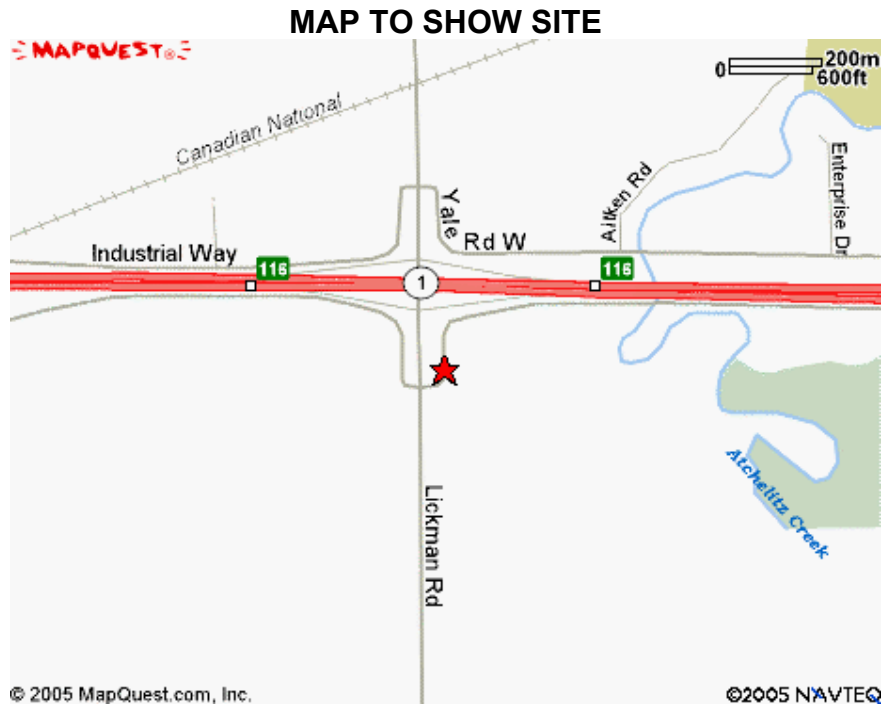 MAP TO SHOW SITE
MAPQUEST®
0 200m
600ft
Canadian National
Yale
Rd W
Aitken Rd
Enterprise Dr
Industrial Way
116
116
1
Lickman Rd
Atchelitz Creek
© 2005 MapQuest.com, Inc.
©2005 NAVTEQ